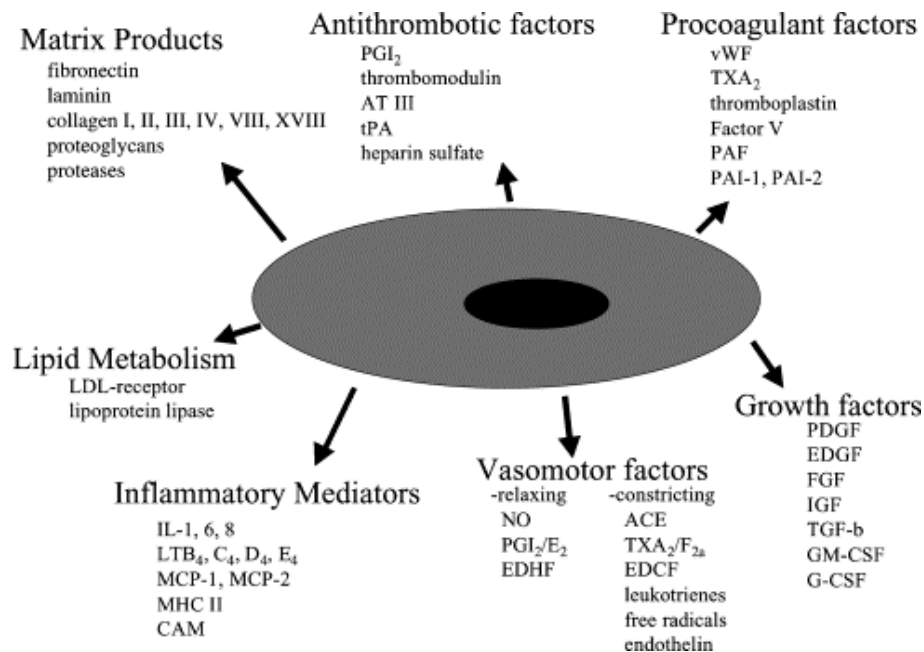 Matrix Products
fibronectin
laminin
collagen I, II, III, IV, VIII, XVIII
proteoglycans
proteases
Antithrombotic factors
PGI₂
thrombomodulin
AT III
tPA
heparin sulfate
Procoagulant factors
vWF
TXA₂
thromboplastin
Factor V
PAF
PAI-1, PAI-2
Lipid Metabolism
LDL-receptor
lipoprotein lipase
Inflammatory Mediators
IL-1, 6, 8
LTB₄, C₄, D₄, E₄
MCP-1, MCP-2
MHC II
CAM
Vasomotor factors
-relaxing
NO
PGI₂/E₂
EDHF
-constricting
ACE
TXA₂/F₂ₐ
EDCF
leukotrienes
free radicals
endothelin
Growth factors
PDGF
EDGF
FGF
IGF
TGF-b
GM-CSF
G-CSF